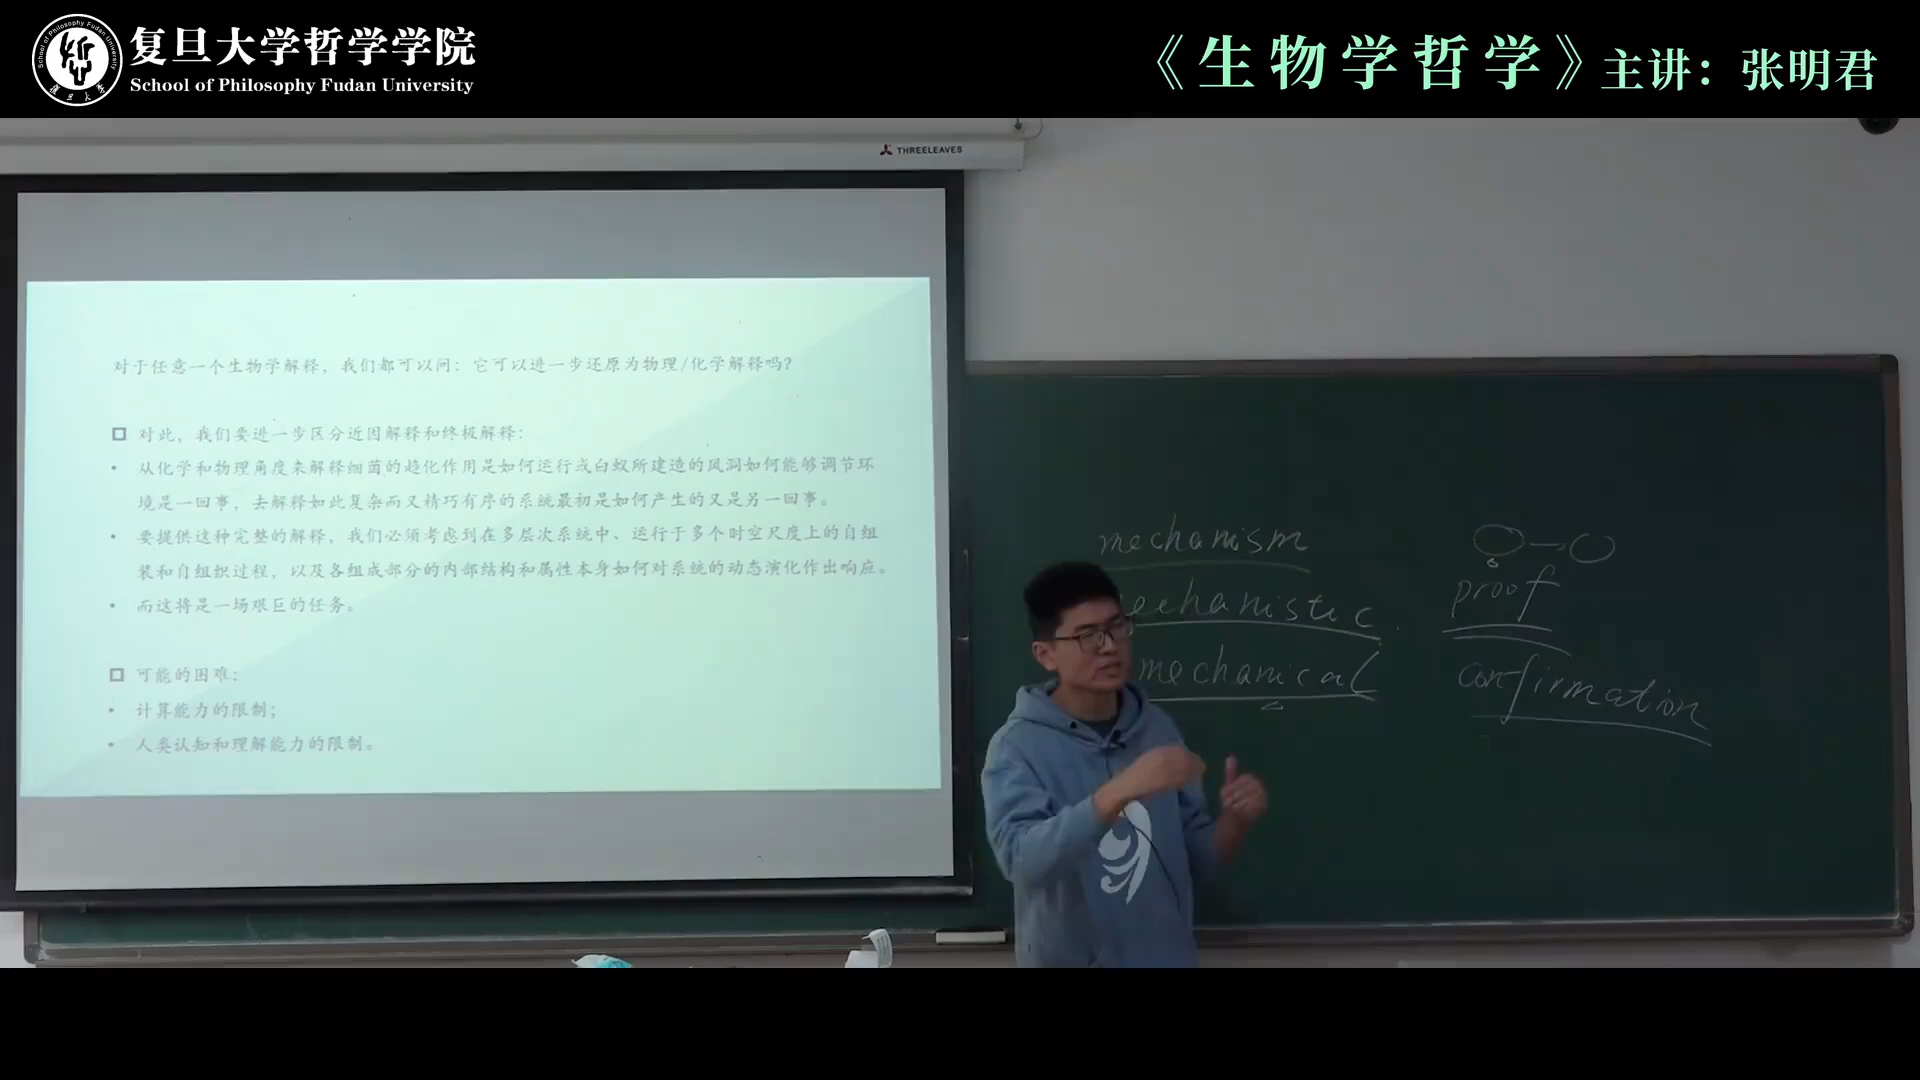 复旦大学哲学学院
School of Philosophy Fudan University
《生物学哲学》主讲：张明君
THREELEAVES
对于任意一个生物学解释，我们都可以问：它可以进一步还原为物理/化学解释吗？
对此，我们要进一步区分近因解释和终极解释：
• 从化学和物理角度来解释细菌的趋化作用是如何运行或白蚁所建造的风洞如何能够调节环
境是一回事，去解释如此复杂而又精巧有序的系统最初是如何产生的又是另一回事。
• 要提供这种完整的解释，我们必须考虑到在多层次系统中、运行于多个时空尺度上的自组
装和自组织过程，以及各组成部分的内部结构和属性本身如何对系统的动态演化作出响应。
• 而这将是一场艰巨的任务。
可能的困难：
• 计算能力的限制；
• 人类认知和理解能力的限制。
mechanism
echanistic
mechanical
proof
confirmation